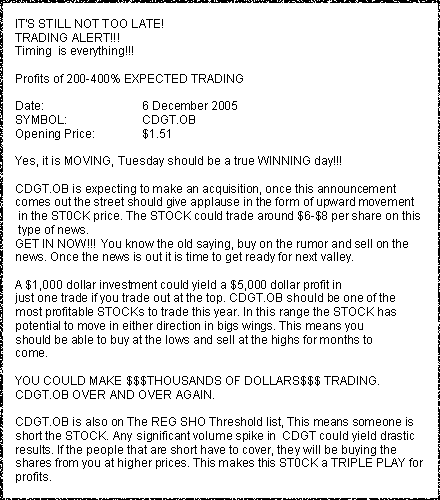 IT'S STILL NOT TOO LATE!
TRADING ALERT!!!
Timing is everything!!!
Profits of 200-400% EXPECTED TRADING
Date: 6 December 2005
SYMBOL: CDGT.OB
Opening Price: $1.51
Yes, it is MOVING, Tuesday should be a true WINNING day!!!
CDGT.OB is expecting to make an acquisition, once this announcement
comes out the street should give applause in the form of upward movement
in the ST0CK price. The STOCK could trade around $6-$8 per share on this
type of news.
GET IN NOW!!! You know the old saying, buy on the rumor and sell on the
news. Once the news is out it is time to get ready for next valley.
A $1,000 dollar investment could yield a $5,000 dollar profit in
just one trade if you trade out at the top. CDGT.OB should be one of the
most profitable STOCKs to trade this year. In this range the STOCK has
potential to move in either direction in bigs wings. This means you
should be able to buy at the lows and sell at the highs for months to
come.
YOU COULD MAKE $$$THOUSANDS OF DOLLARS$$$ TRADING.
CDGT.OB OVER AND OVER AGAIN.
CDGT.OB is also on The REG SHO Threshold list, This means someone is
short the STOCK. Any significant volume spike in CDGT could yield drastic
results. If the people that are short have to cover, they will be buying the
shares from you at higher prices. This makes this ST0CK a TRIPLE PLAY for
profits.